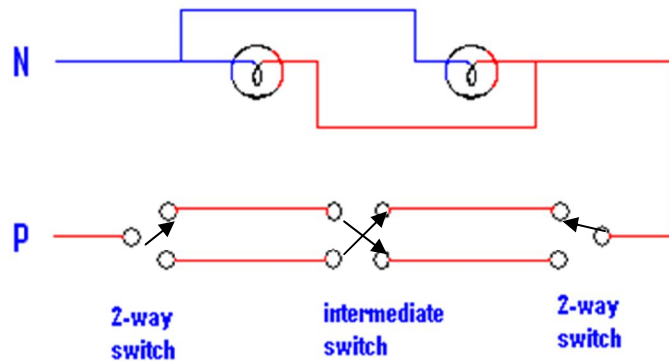 N
P
2-way
switch
intermediate
switch
2-way
switch